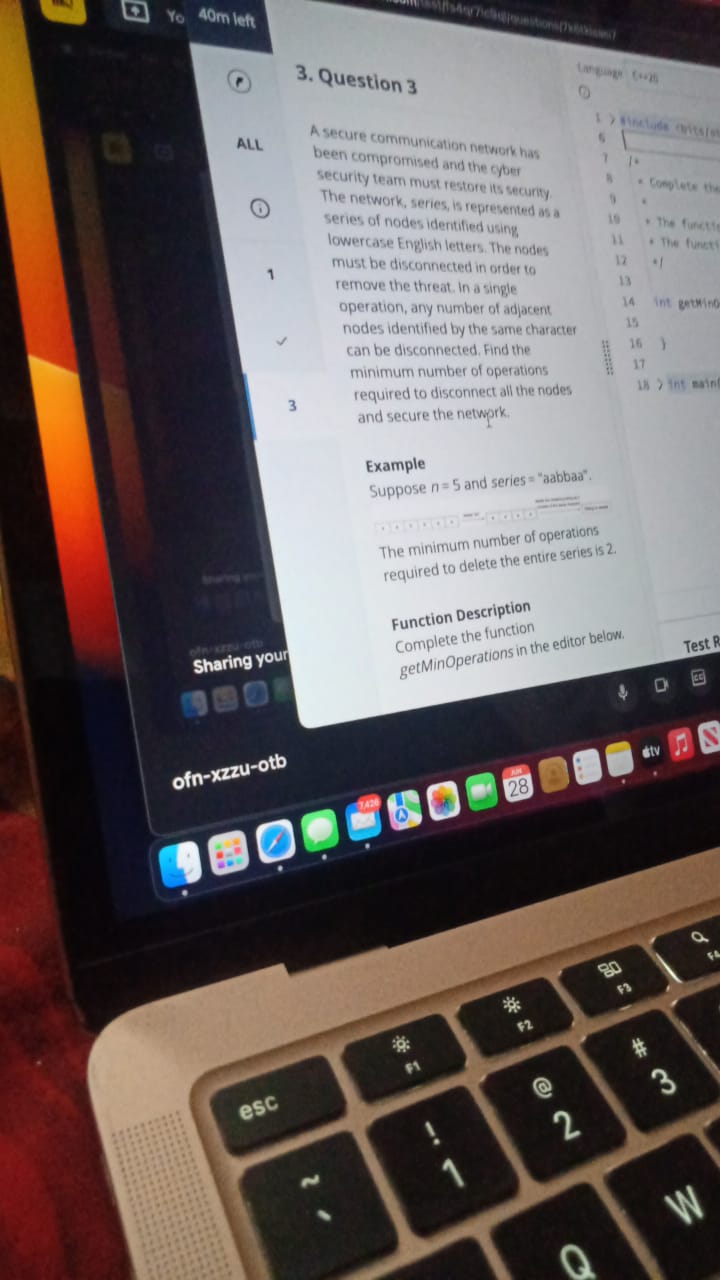 Yo
40m left
3. Question 3
ALL
1
3
A secure communication network has
been compromised and the cyber
security team must restore its security.
The network, series, is represented as a
series of nodes identified using
lowercase English letters. The nodes
must be disconnected in order to
remove the threat. In a single
operation, any number of adjacent
nodes identified by the same character
can be disconnected. Find the
minimum number of operations
required to disconnect all the nodes
and secure the network.
Example
Suppose n = 5 and series = "aabbaa".
The minimum number of operations
required to delete the entire series is 2.
Function Description
Complete the function
getMinOperations in the editor below.
Language C++20
1 > #include <bits/st
6
7 /*
8 * Complete the
9 *
10 * The functi
11 * The functi
12 */
13
14 int getMinO
15
16 }
17
18 > int main(
Test R
Sharing your
ofn-xzzu-otb
ofn-xzzu-otb
7,426
JUN
28
tv
CC
esc
F1
F2
F3
F4
~
`
! 1
@ 2
# 3
Q
W